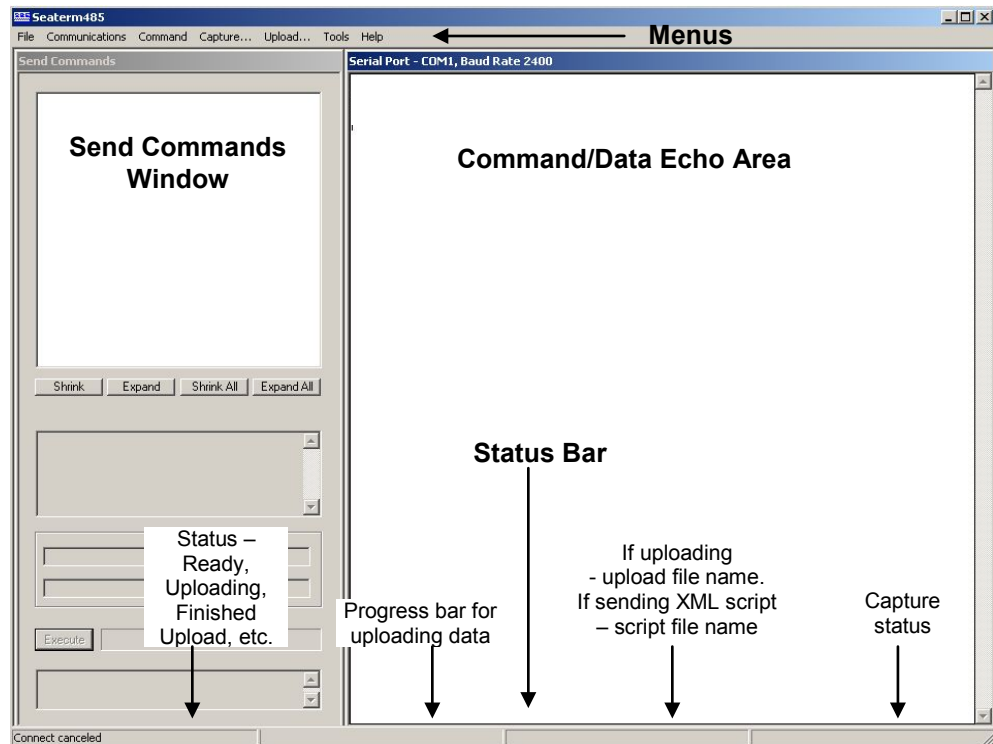 Seaterm485
File Communications Command Capture... Upload... Tools Help
Menus
Send Commands
Serial Port - COM1, Baud Rate 2400
Send Commands
Window
Command/Data Echo Area
Shrink Expand Shrink All Expand All
Status Bar
Status –
Ready,
Uploading,
Finished
Upload, etc.
Progress bar for
uploading data
If uploading
- upload file name.
If sending XML script
– script file name
Capture
status
Execute
Connect canceled